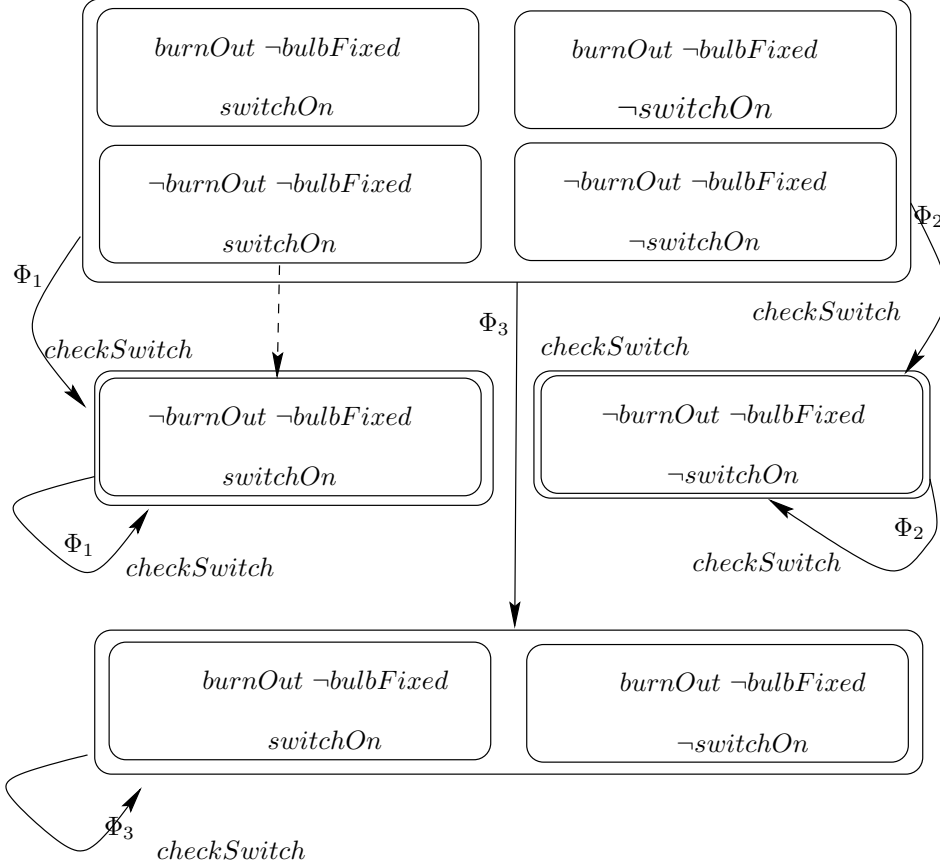 burnOut ¬bulbFixed
switchOn
burnOut ¬bulbFixed
¬switchOn
¬burnOut ¬bulbFixed
switchOn
¬burnOut ¬bulbFixed
¬switchOn
Φ2
Φ1
checkSwitch
Φ3
checkSwitch
checkSwitch
¬burnOut ¬bulbFixed
switchOn
¬burnOut ¬bulbFixed
¬switchOn
Φ1
checkSwitch
Φ2
checkSwitch
burnOut ¬bulbFixed
switchOn
burnOut ¬bulbFixed
¬switchOn
Φ3
checkSwitch